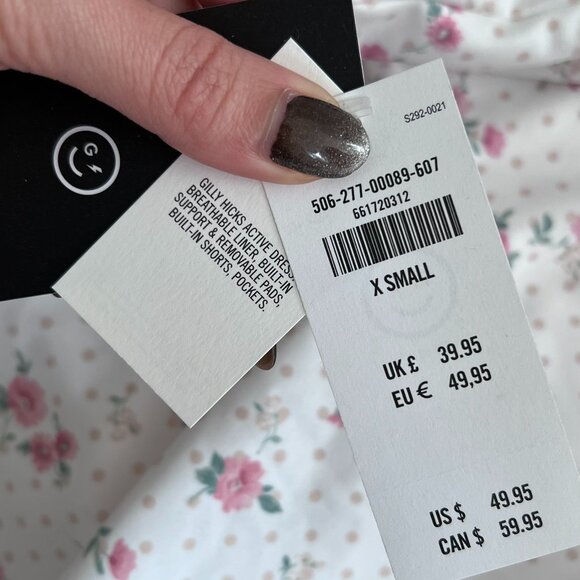 G
GILLY HICKS ACTIVE DRESS,
BREATHABLE LINER, BUILT-IN
SUPPORT & REMOVABLE PADS,
BUILT-IN SHORTS, POCKETS.
S292-0021
506-277-00089-607
661720312
X SMALL
UK £ 39.95
EU € 49,95
US $ 49.95
CAN $ 59.95